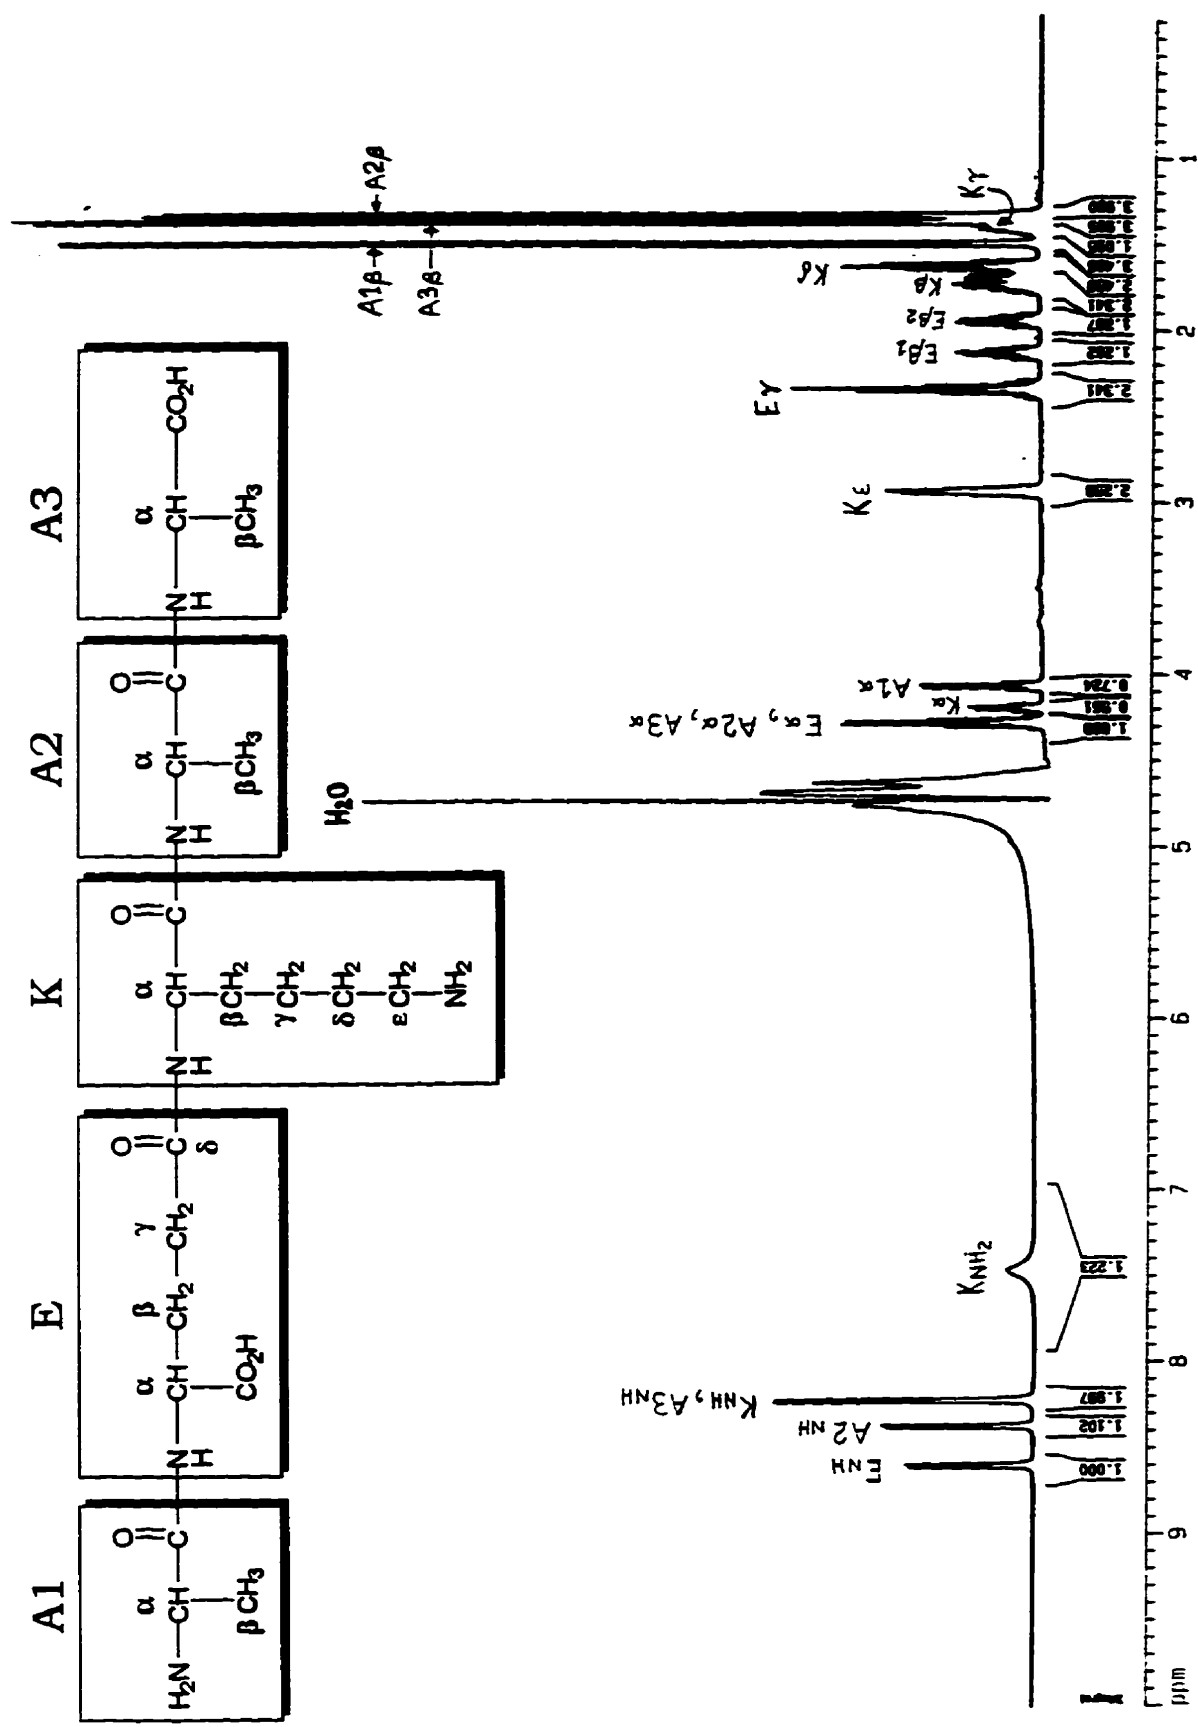 A1 E K A2 A3
H₂N CH C O α βCH₃
N H CH CH₂ CH₂ C O α β γ δ CO₂H
N H CH C O α βCH₂ γCH₂ δCH₂ εCH₂ NH₂
N H CH C O α βCH₃
N H CH CO₂H α βCH₃
H₂O
A1β A2β
A3β
ENH
A2NH
KNH, A3NH
KNH₂
Eα, A2α, A3α
Kα
A1α
Kε
Eγ
Eβ1
Eβ2
Kβ
Kδ
Kγ
1.000 1.102 1.987 1.223 0.724 2.341 1.262
ppm 9 8 7 6 5 4 3 2 1